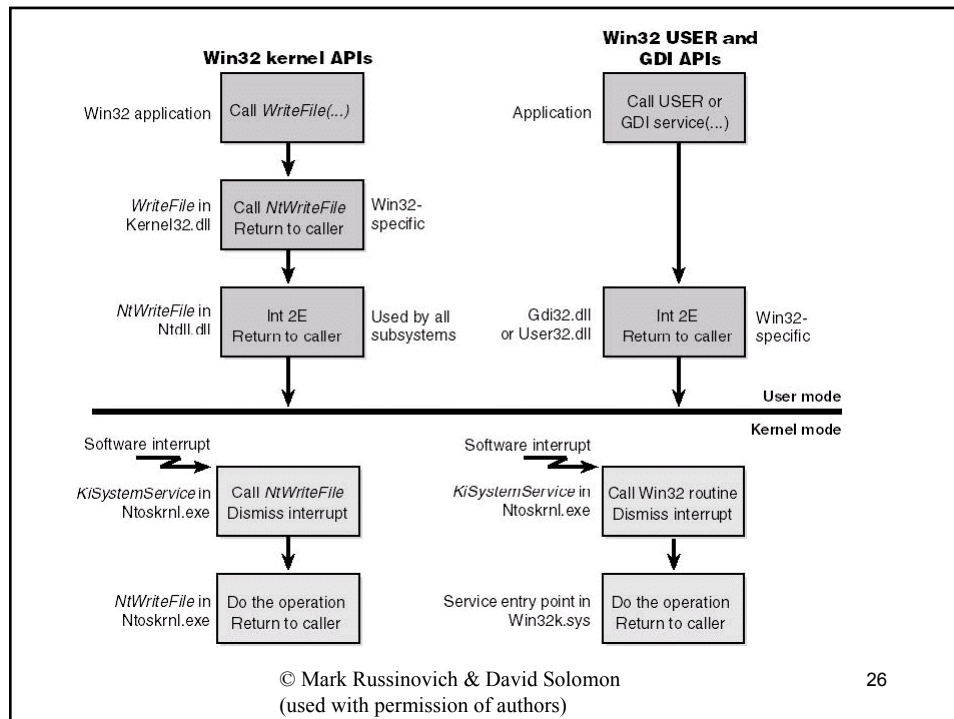 Win32 kernel APIs
Win32 application
Call WriteFile(...)
WriteFile in
Kernel32.dll
Call NtWriteFile
Return to caller
Win32-
specific
NtWriteFile in
Ntdll.dll
Int 2E
Return to caller
Used by all
subsystems
Win32 USER and
GDI APIs
Application
Call USER or
GDI service(...)
Gdi32.dll
or User32.dll
Int 2E
Return to caller
Win32-
specific
User mode
Kernel mode
Software interrupt
KiSystemService in
Ntoskrnl.exe
Call NtWriteFile
Dismiss interrupt
NtWriteFile in
Ntoskrnl.exe
Do the operation
Return to caller
Software interrupt
KiSystemService in
Ntoskrnl.exe
Call Win32 routine
Dismiss interrupt
Service entry point in
Win32k.sys
Do the operation
Return to caller
© Mark Russinovich & David Solomon
(used with permission of authors)
26